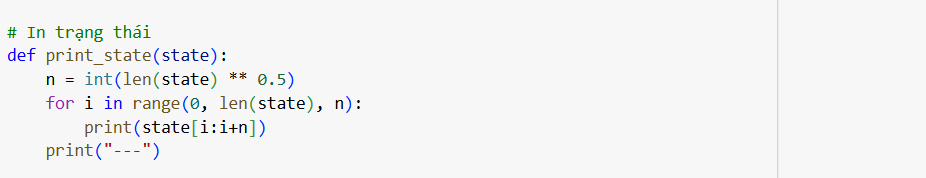 # In trạng thái
def print_state(state):
    n = int(len(state) ** 0.5)
    for i in range(0, len(state), n):
        print(state[i:i+n])
    print("---")